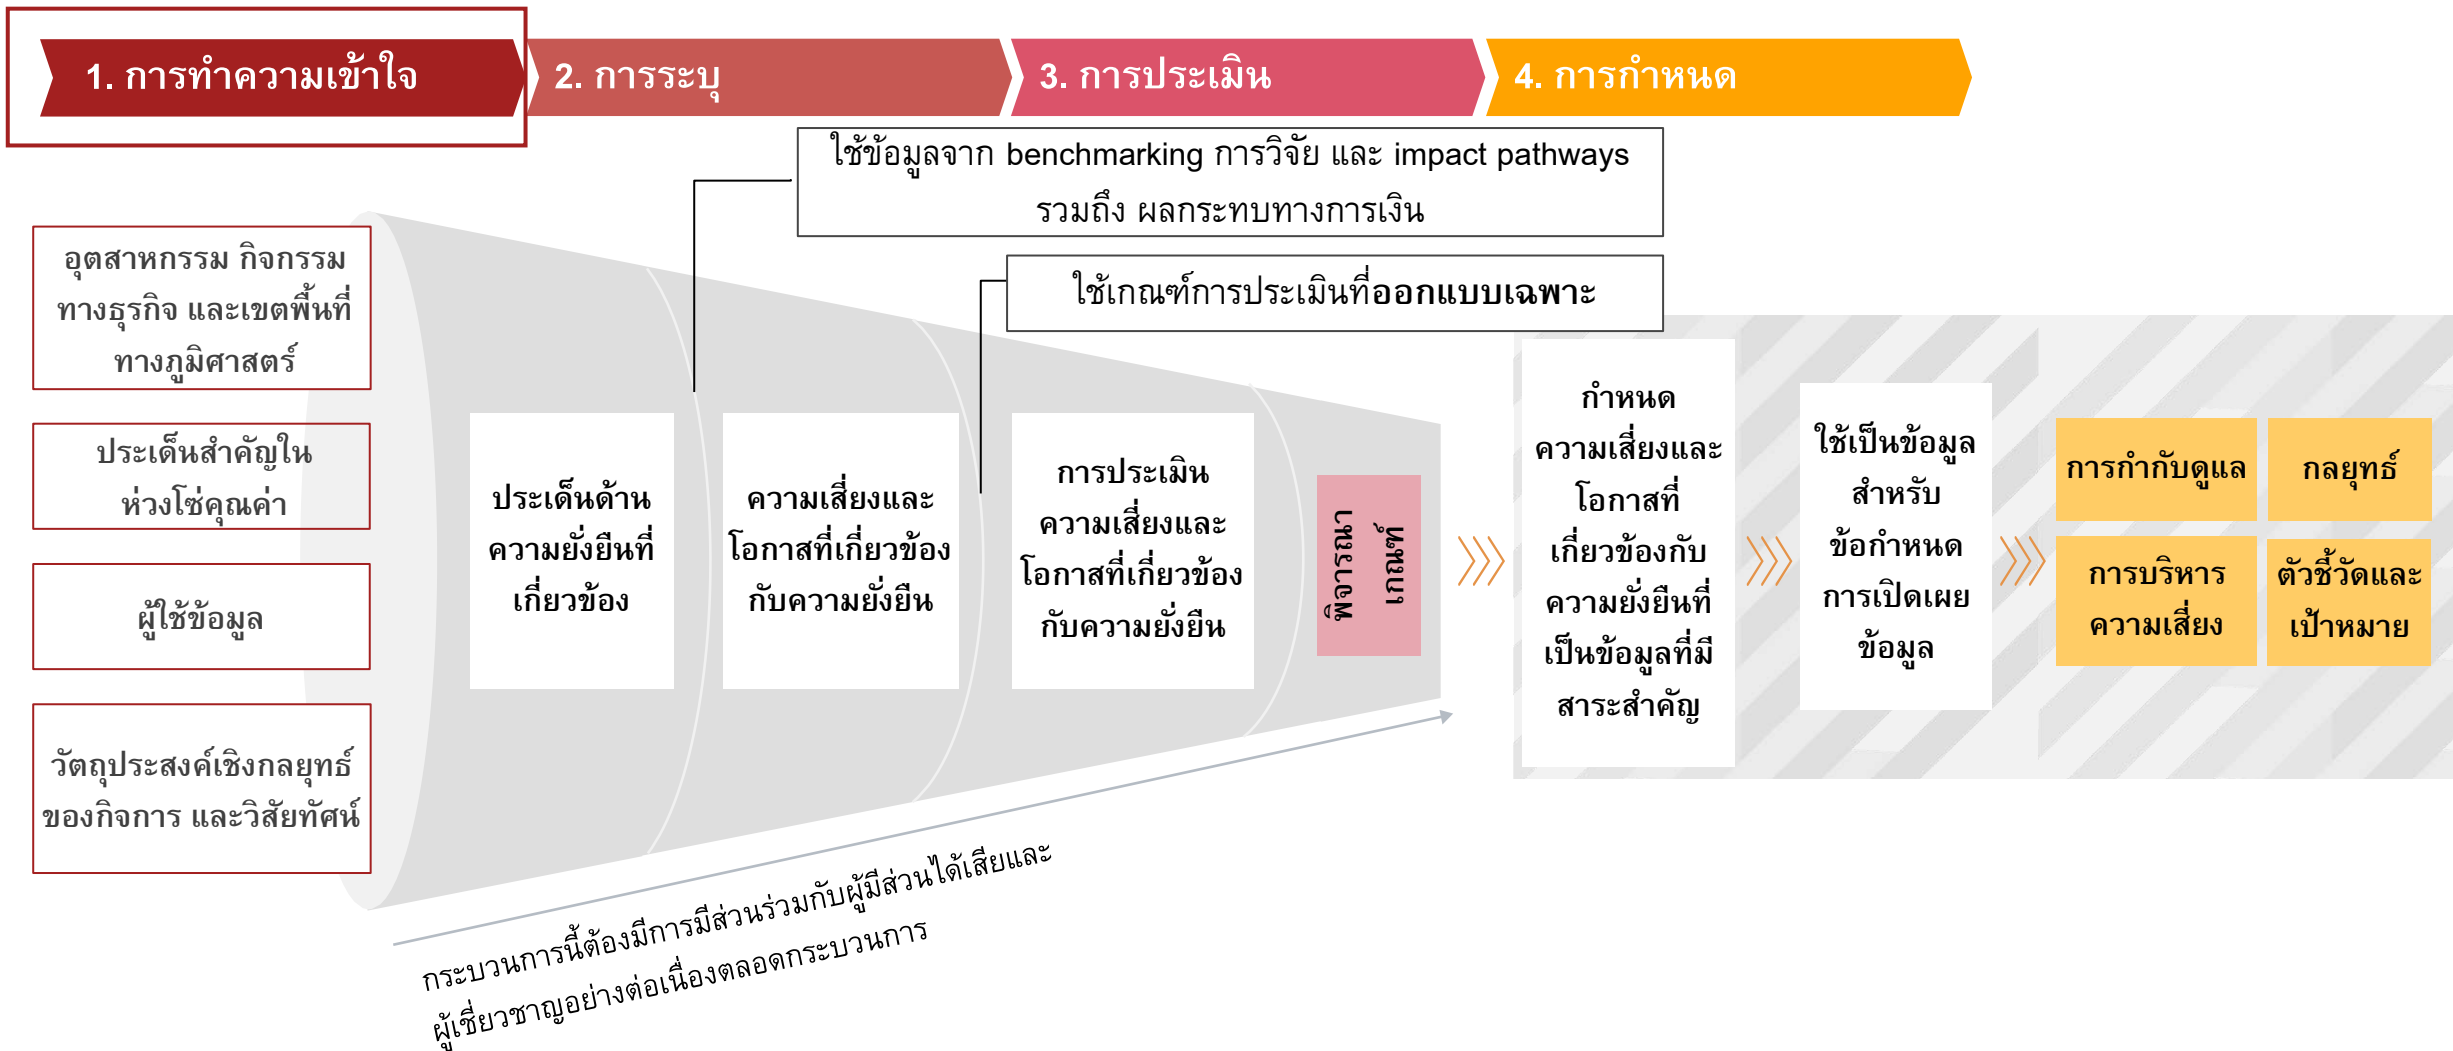 1. การทำความเข้าใจ
2. การระบุ
3. การประเมิน
4. การกำหนด
ใช้ข้อมูลจาก benchmarking การวิจัย และ impact pathways
รวมถึง ผลกระทบทางการเงิน
ใช้เกณฑ์การประเมินที่ออกแบบเฉพาะ
อุตสาหกรรม กิจกรรม
ทางธุรกิจ และเขตพื้นที่
ทางภูมิศาสตร์
ประเด็นสำคัญใน
ห่วงโซ่คุณค่า
ผู้ใช้ข้อมูล
วัตถุประสงค์เชิงกลยุทธ์
ของกิจการ และวิสัยทัศน์
ประเด็นด้าน
ความยั่งยืนที่
เกี่ยวข้อง
ความเสี่ยงและ
โอกาสที่เกี่ยวข้อง
กับความยั่งยืน
การประเมิน
ความเสี่ยงและ
โอกาสที่เกี่ยวข้อง
กับความยั่งยืน
พิจารณา
เกณฑ์
กำหนด
ความเสี่ยงและ
โอกาสที่
เกี่ยวข้องกับ
ความยั่งยืนที่
เป็นข้อมูลที่มี
สาระสำคัญ
ใช้เป็นข้อมูล
สำหรับ
ข้อกำหนด
การเปิดเผย
ข้อมูล
การกำกับดูแล
กลยุทธ์
การบริหาร
ความเสี่ยง
ตัวชี้วัดและ
เป้าหมาย
กระบวนการนี้ต้องมีการมีส่วนร่วมกับผู้มีส่วนได้เสียและ
ผู้เชี่ยวชาญอย่างต่อเนื่องตลอดกระบวนการ